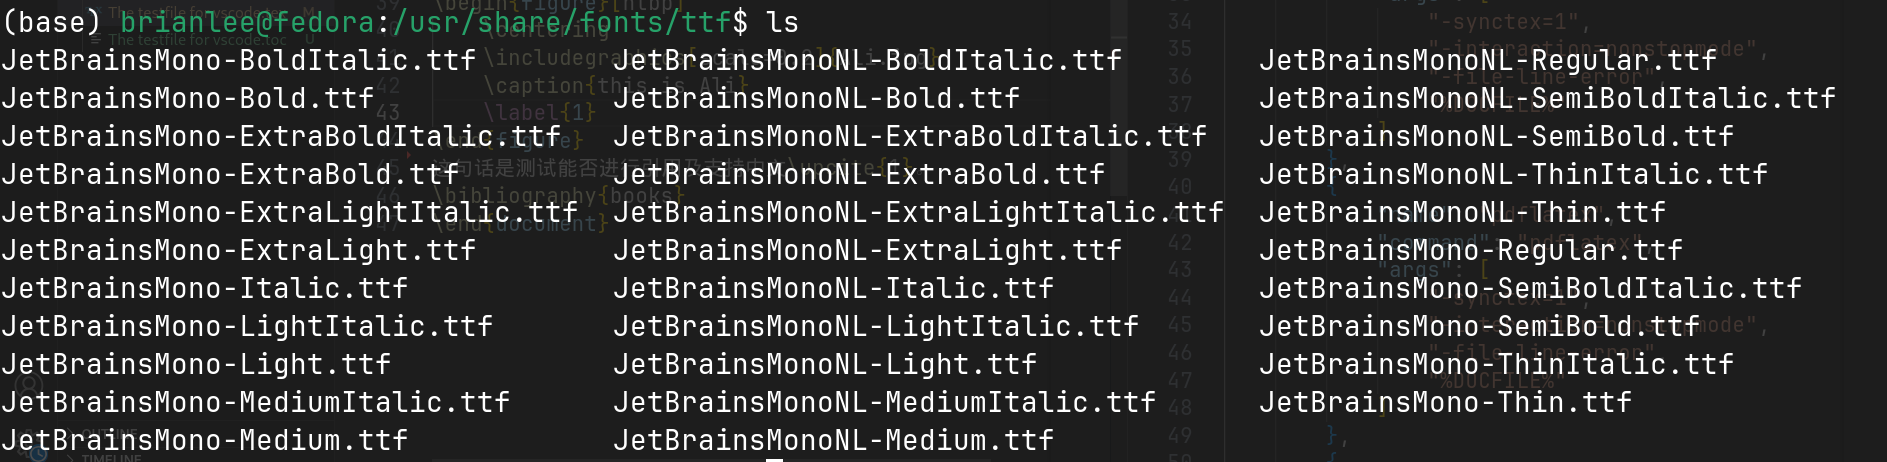 (base) brianlee@fedora:/usr/share/fonts/ttf$ ls
JetBrainsMono-BoldItalic.ttf JetBrainsMonoNL-BoldItalic.ttf JetBrainsMonoNL-Regular.ttf
JetBrainsMono-Bold.ttf JetBrainsMonoNL-Bold.ttf JetBrainsMonoNL-SemiBoldItalic.ttf
JetBrainsMono-ExtraBoldItalic.ttf JetBrainsMonoNL-ExtraBoldItalic.ttf JetBrainsMonoNL-SemiBold.ttf
JetBrainsMono-ExtraBold.ttf JetBrainsMonoNL-ExtraBold.ttf JetBrainsMonoNL-ThinItalic.ttf
JetBrainsMono-ExtraLightItalic.ttf JetBrainsMonoNL-ExtraLightItalic.ttf JetBrainsMonoNL-Thin.ttf
JetBrainsMono-ExtraLight.ttf JetBrainsMonoNL-ExtraLight.ttf JetBrainsMono-Regular.ttf
JetBrainsMono-Italic.ttf JetBrainsMonoNL-Italic.ttf JetBrainsMono-SemiBoldItalic.ttf
JetBrainsMono-LightItalic.ttf JetBrainsMonoNL-LightItalic.ttf JetBrainsMono-SemiBold.ttf
JetBrainsMono-Light.ttf JetBrainsMonoNL-Light.ttf JetBrainsMono-ThinItalic.ttf
JetBrainsMono-MediumItalic.ttf JetBrainsMonoNL-MediumItalic.ttf JetBrainsMono-Thin.ttf
JetBrainsMono-Medium.ttf JetBrainsMonoNL-Medium.ttf